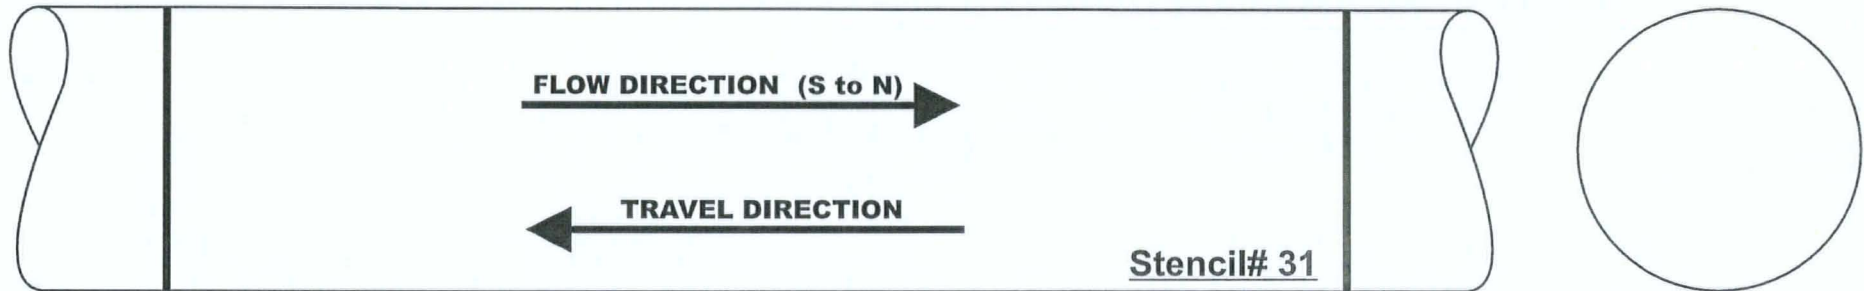 FLOW DIRECTION (S to N)
TRAVEL DIRECTION
Stencil# 31